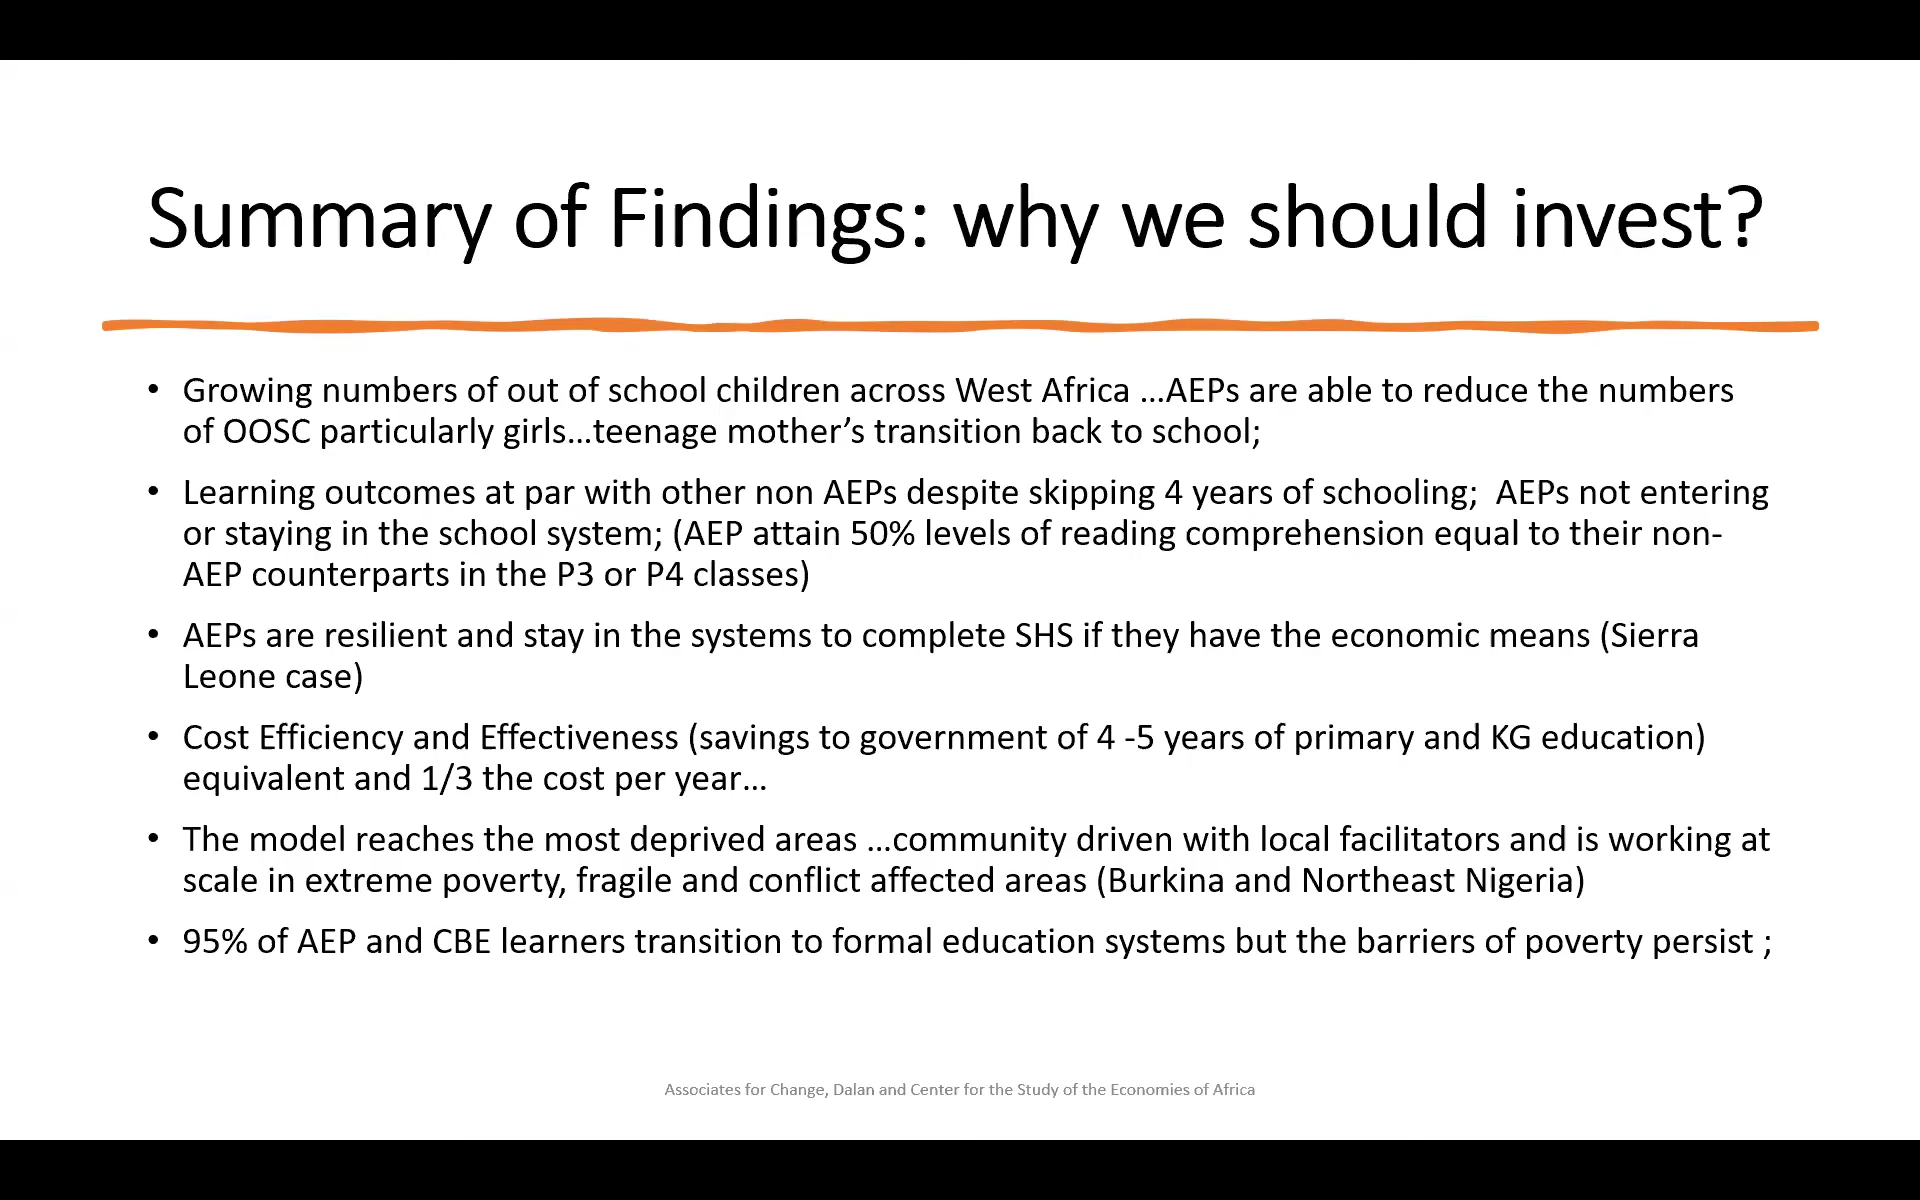 Summary of Findings: why we should invest?
• Growing numbers of out of school children across West Africa …AEPs are able to reduce the numbers
of OOSC particularly girls…teenage mother’s transition back to school;
• Learning outcomes at par with other non AEPs despite skipping 4 years of schooling;  AEPs not entering
or staying in the school system; (AEP attain 50% levels of reading comprehension equal to their non-
AEP counterparts in the P3 or P4 classes)
• AEPs are resilient and stay in the systems to complete SHS if they have the economic means (Sierra
Leone case)
• Cost Efficiency and Effectiveness (savings to government of 4 -5 years of primary and KG education)
equivalent and 1/3 the cost per year…
• The model reaches the most deprived areas …community driven with local facilitators and is working at
scale in extreme poverty, fragile and conflict affected areas (Burkina and Northeast Nigeria)
• 95% of AEP and CBE learners transition to formal education systems but the barriers of poverty persist ;
Associates for Change, Dalan and Center for the Study of the Economies of Africa